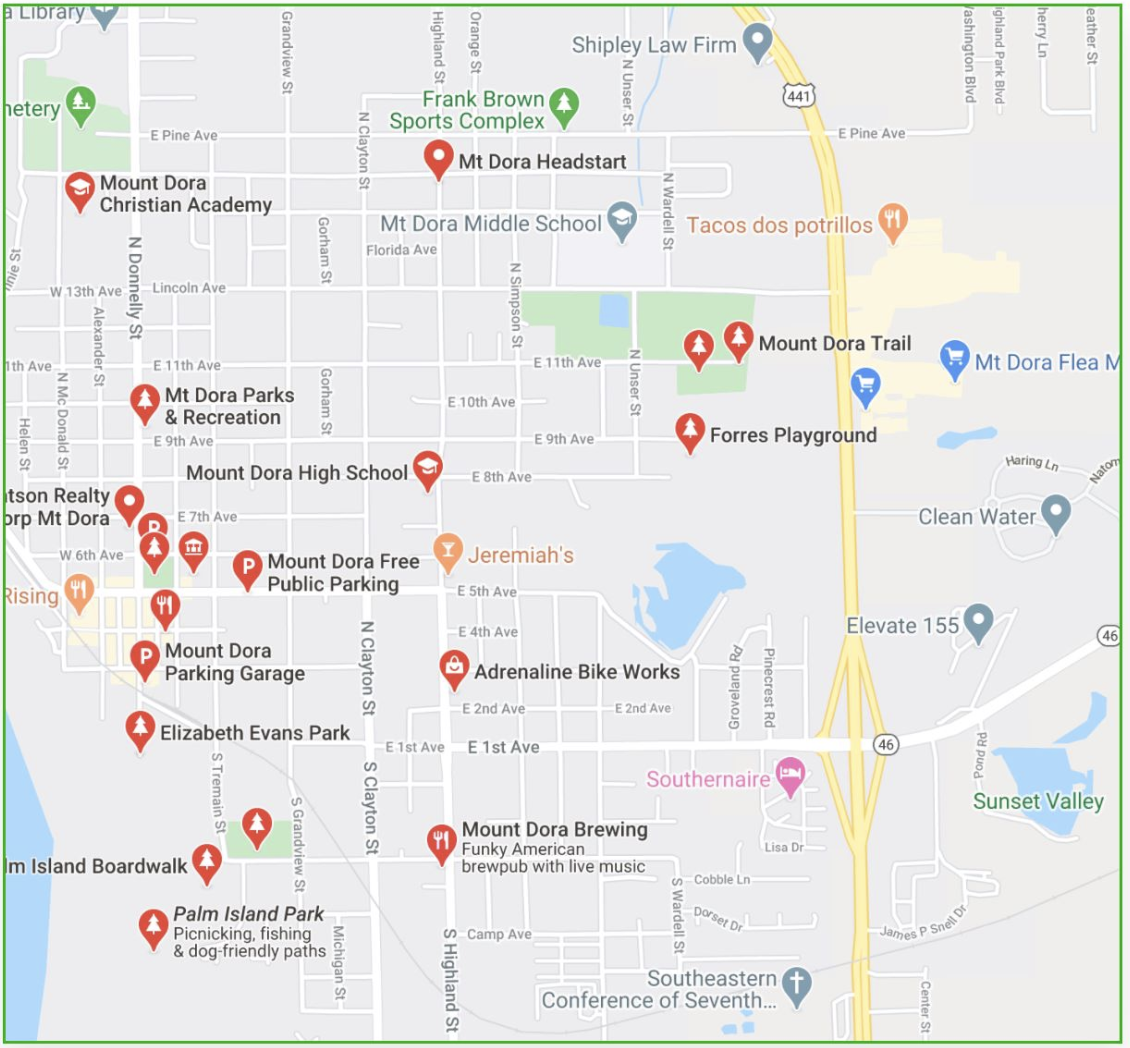 a Library
Grandview St
Highland St
Orange St
N Unser St
Shipley Law Firm
441
ashington Blvd
ighland Park Blvd
herry Ln
eather St
netery
Frank Brown
Sports Complex
E Pine Ave
E Pine Ave
N Clayton St
Mt Dora Headstart
Mount Dora
Christian Academy
N Wardell St
Mt Dora Middle School
Tacos dos potrillos
Gorham St
Florida Ave
nnie St
N Donnelly St
N Simpson St
W 13th Ave
Lincoln Ave
Alexander St
Mount Dora Trail
1th Ave
E 11th Ave
E 11th Ave
Mt Dora Flea M
N Mc Donald St
Gorham St
N Unser St
Mt Dora Parks
& Recreation
E 10th Ave
Helen St
E 9th Ave
E 9th Ave
Forres Playground
Mount Dora High School
E 8th Ave
Haring Ln
Natom
tson Realty
orp Mt Dora
E 7th Ave
Clean Water
P
W 6th Ave
Jeremiah's
P
Mount Dora Free
Public Parking
Rising
E 5th Ave
N Clayton St
E 4th Ave
Elevate 155
46
P
Mount Dora
Parking Garage
Adrenaline Bike Works
Groveland Rd
Pinecrest Rd
E 2nd Ave
E 2nd Ave
Elizabeth Evans Park
E 1st Ave
E 1st Ave
46
Pond Rd
S Tremain St
S Clayton St
Southernaire
S Grandview St
Sunset Valley
Mount Dora Brewing
Funky American
brewpub with live music
Lisa Dr
lm Island Boardwalk
Cobble Ln
S Wardell St
Dorset Dr
James P Snell Dr
Palm Island Park
Picnicking, fishing
& dog-friendly paths
Michigan St
S Highland St
Camp Ave
Southeastern
Conference of Seventh...
Center St